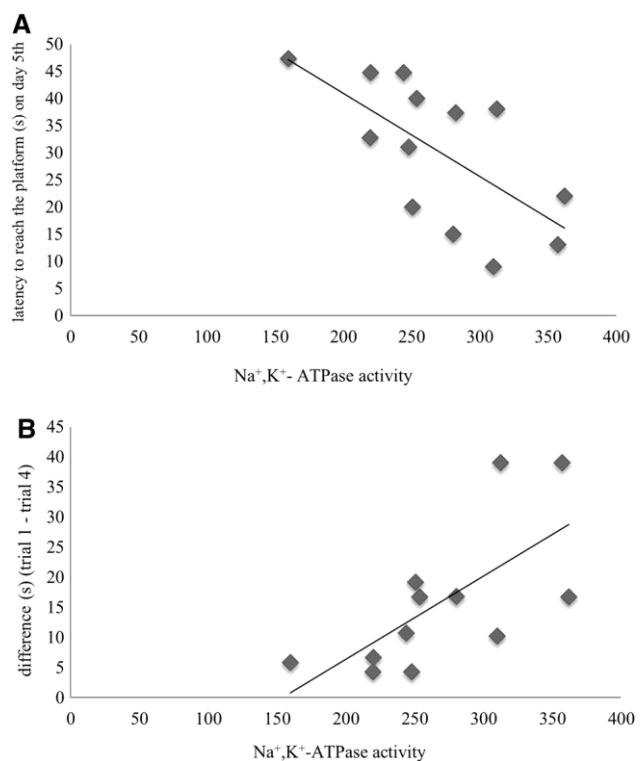 A
latency to reach the platform (s) on day 5th
50
45
40
35
30
25
20
15
10
5
0
0 50 100 150 200 250 300 350 400
Na⁺,K⁺- ATPase activity
B
difference (s) (trial 1 - trial 4)
45
40
35
30
25
20
15
10
5
0
0 50 100 150 200 250 300 350 400
Na⁺,K⁺-ATPase activity